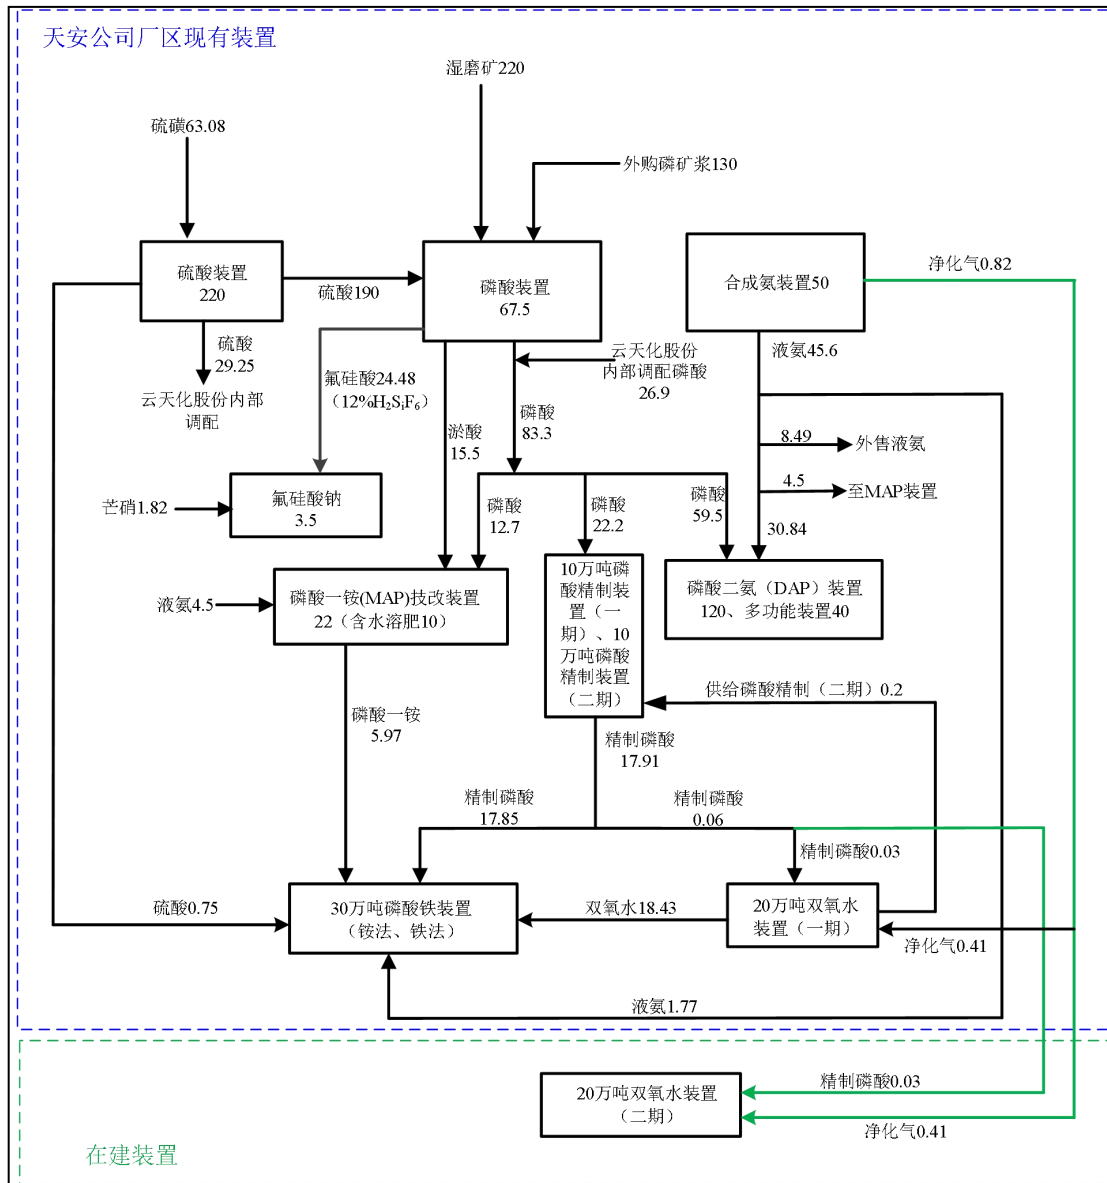 天安公司厂区现有装置
湿磨矿220
硫磺63.08
外购磷矿浆130
硫酸装置
220
硫酸190
磷酸装置
67.5
合成氨装置50
净化气0.82
硫酸
29.25
云天化股份内部
调配
氟硅酸24.48
（12%H₂SᵢF₆）
淤酸
15.5
磷酸
83.3
云天化股份
内部调配磷酸
26.9
液氨45.6
8.49
外售液氨
4.5
至MAP装置
30.84
芒硝1.82
氟硅酸钠
3.5
磷酸
12.7
磷酸
22.2
磷酸
59.5
液氨4.5
磷酸一铵(MAP)技改装置
22（含水溶肥10）
10万吨磷
酸精制装
置（一
期）、10
万吨磷酸
精制装置
（二期）
磷酸二氨（DAP）装置
120、多功能装置40
供给磷酸精制（二期）0.2
磷酸一铵
5.97
精制磷酸
17.91
精制磷酸
17.85
精制磷酸
0.06
精制磷酸0.03
硫酸0.75
30万吨磷酸铁装置
（铵法、铁法）
双氧水18.43
20万吨双氧水
装置（一期）
净化气0.41
液氨1.77
20万吨双氧水装置
（二期）
精制磷酸0.03
净化气0.41
在建装置